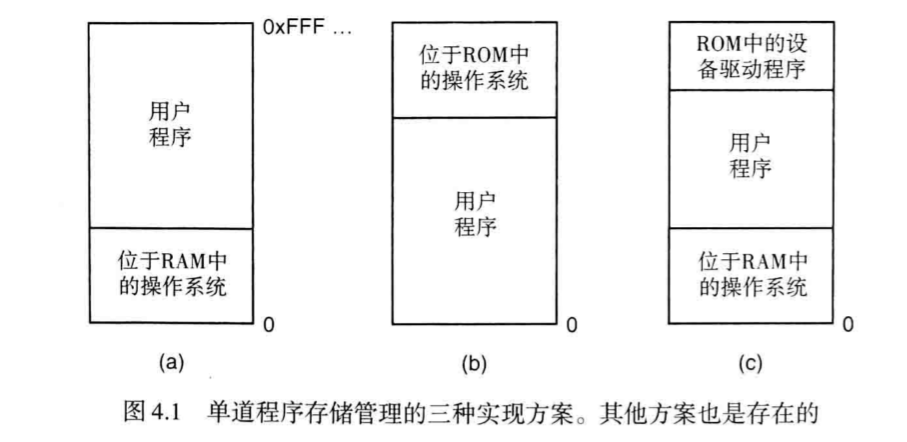 0xFFF ...
用户
程序
位于RAM中
的操作系统
0
(a)
位于ROM中
的操作系统
用户
程序
0
(b)
ROM中的设
备驱动程序
用户
程序
位于RAM中
的操作系统
0
(c)
图 4.1 单道程序存储管理的三种实现方案。其他方案也是存在的